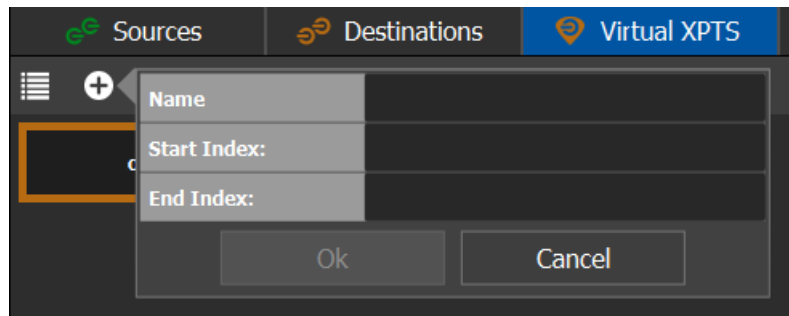 Sources Destinations Virtual XPTS
Name
Start Index:
End Index:
Ok Cancel